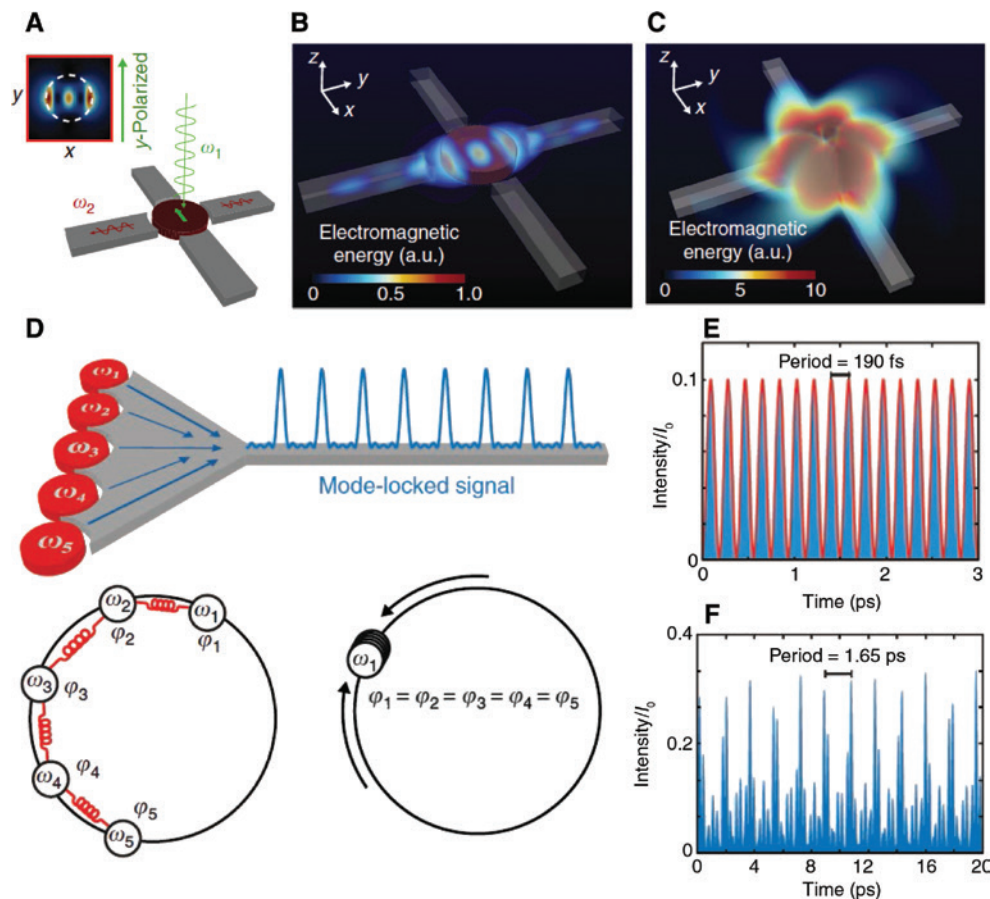 A
y
y-Polarized
x
ω1
ω2
B
z
y
x
Electromagnetic
energy (a.u.)
0 0.5 1.0
C
z
y
x
Electromagnetic
energy (a.u.)
0 5 10
D
ω1
ω2
ω3
ω4
ω5
Mode-locked signal
ω2 ω1
φ2 φ1
ω3 φ3
ω4 φ4
ω5 φ5
ω1
φ1 = φ2 = φ3 = φ4 = φ5
E
Period = 190 fs
0.1
Intensity/I0
0
0 1 2 3
Time (ps)
F
0.4
Period = 1.65 ps
0.2
Intensity/I0
0
0 4 8 12 16 20
Time (ps)